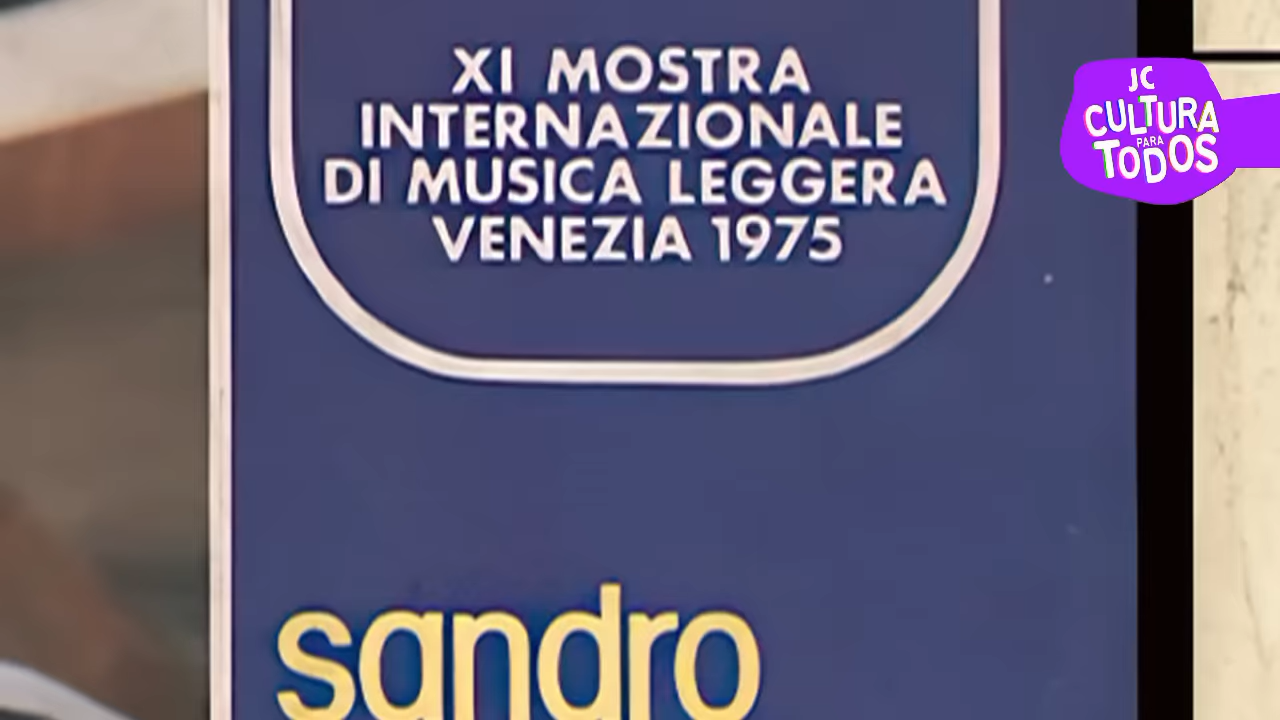 XI MOSTRA
INTERNAZIONALE
DI MUSICA LEGGERA
VENEZIA 1975
sandro
JC
CULTURA
PARA
TODOS